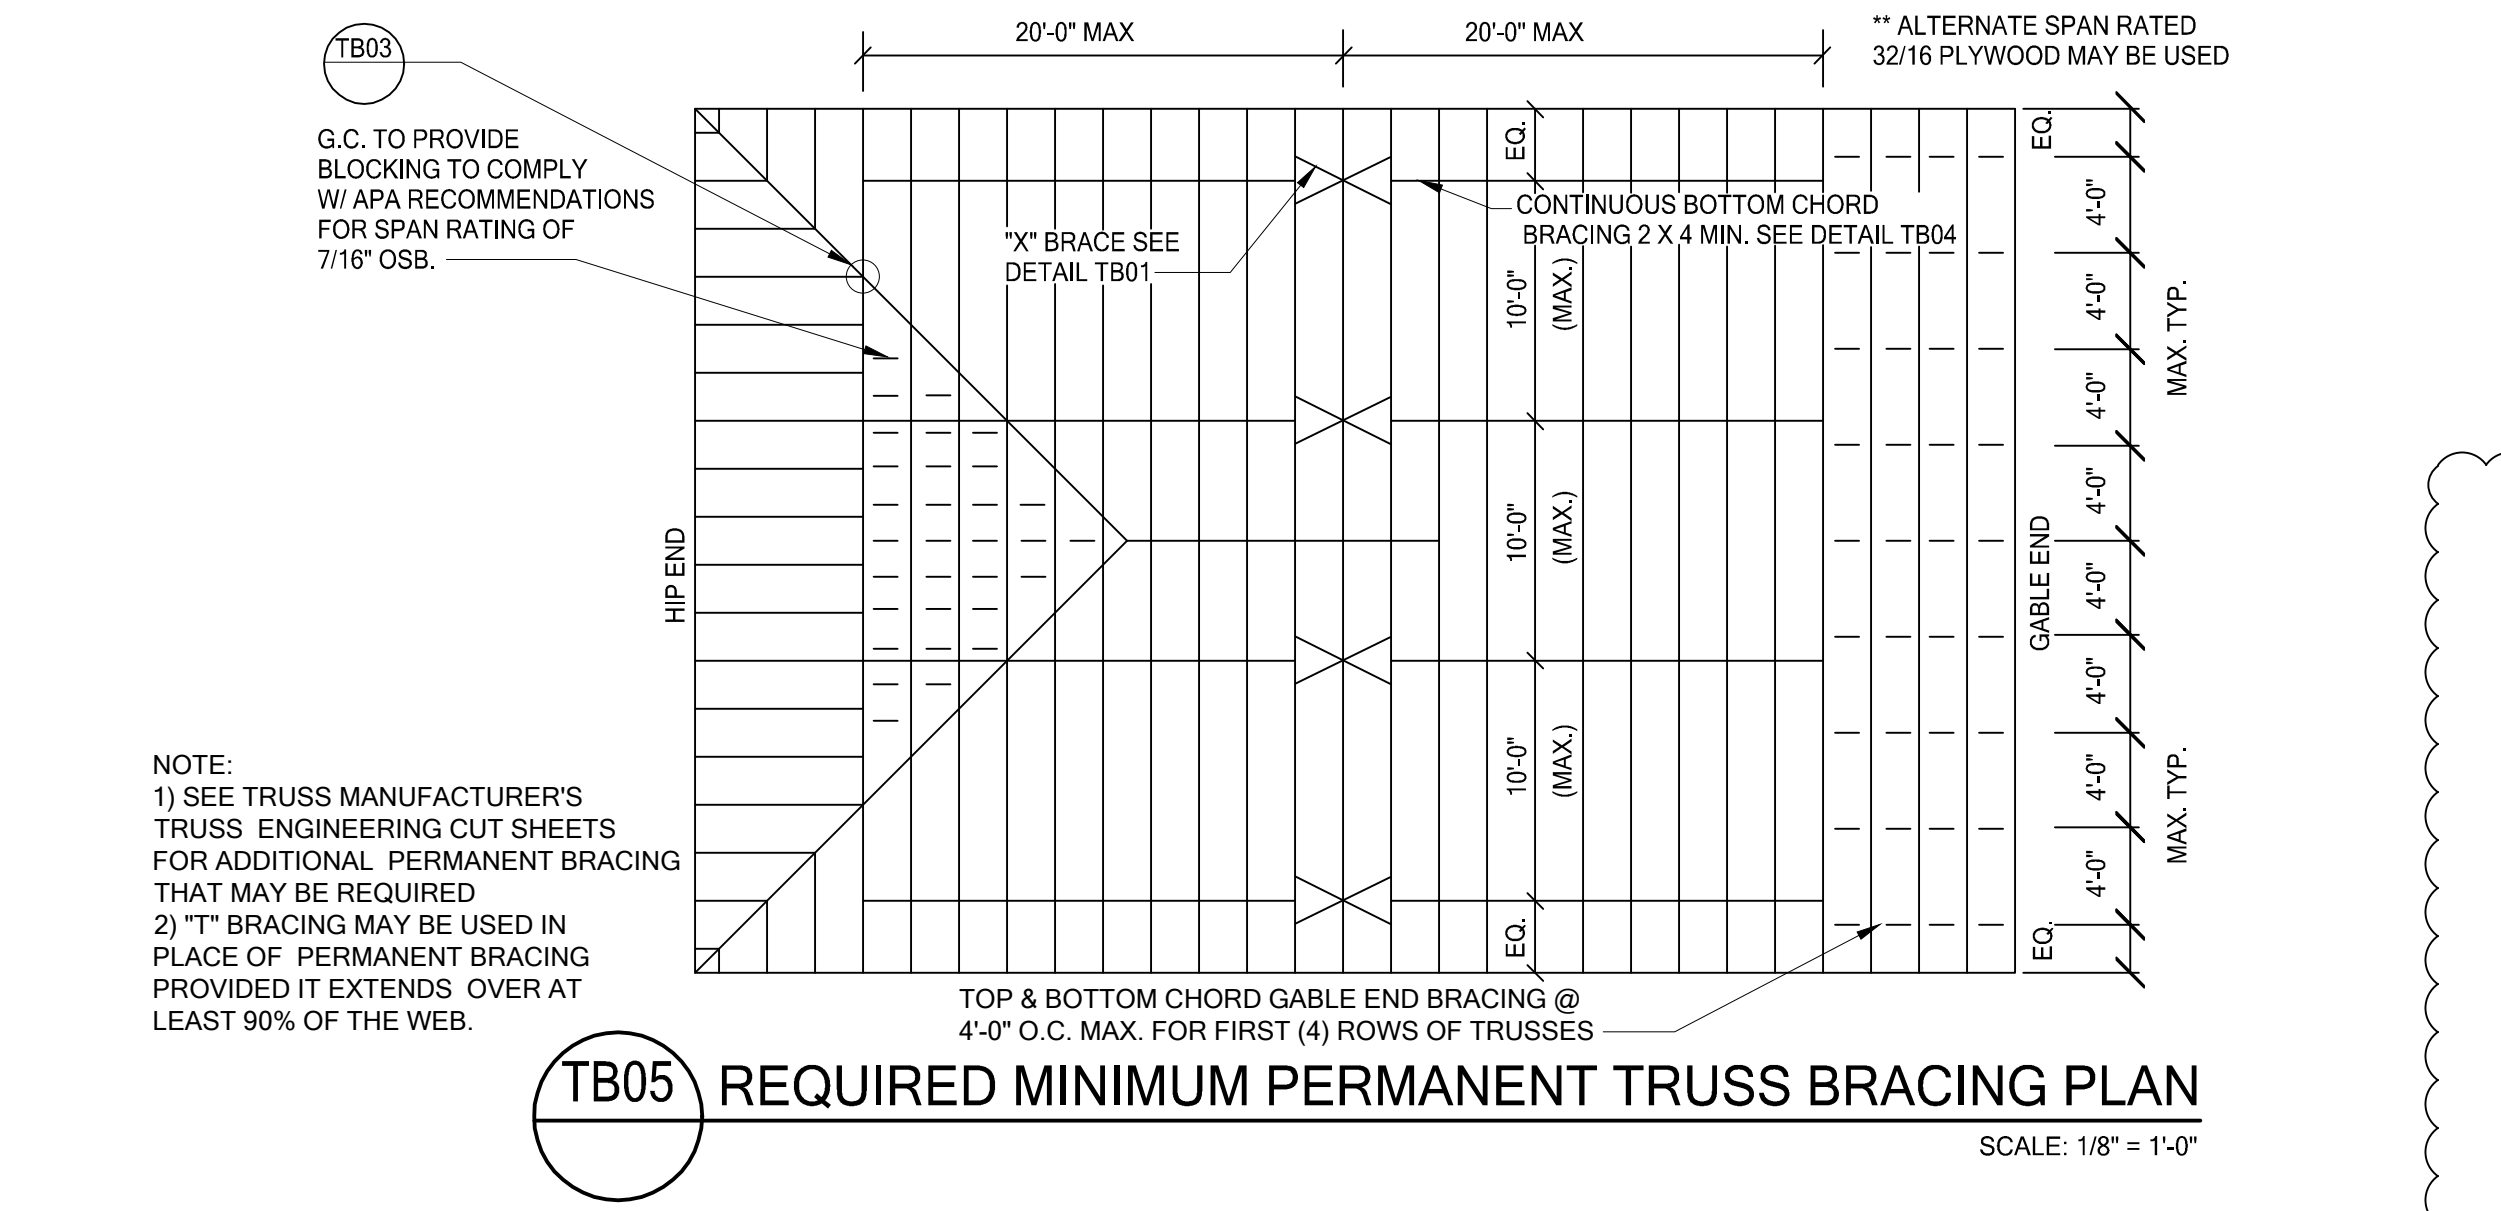 20'-0" MAX
20'-0" MAX
** ALTERNATE SPAN RATED
32/16 PLYWOOD MAY BE USED
TB03
G.C. TO PROVIDE
BLOCKING TO COMPLY
W/ APA RECOMMENDATIONS
FOR SPAN RATING OF
7/16" OSB.
"X" BRACE SEE
DETAIL TB01
CONTINUOUS BOTTOM CHORD
BRACING 2 X 4 MIN. SEE DETAIL TB04
EQ.
10'-0"
(MAX.)
10'-0"
(MAX.)
10'-0"
(MAX.)
EQ.
EQ.
4'-0"
4'-0"
4'-0"
4'-0"
4'-0"
4'-0"
4'-0"
4'-0"
EQ.
MAX. TYP.
MAX. TYP.
HIP END
GABLE END
NOTE:
1) SEE TRUSS MANUFACTURER'S
TRUSS ENGINEERING CUT SHEETS
FOR ADDITIONAL PERMANENT BRACING
THAT MAY BE REQUIRED
2) "T" BRACING MAY BE USED IN
PLACE OF PERMANENT BRACING
PROVIDED IT EXTENDS OVER AT
LEAST 90% OF THE WEB.
TOP & BOTTOM CHORD GABLE END BRACING @
4'-0" O.C. MAX. FOR FIRST (4) ROWS OF TRUSSES
TB05
REQUIRED MINIMUM PERMANENT TRUSS BRACING PLAN
SCALE: 1/8" = 1'-0"